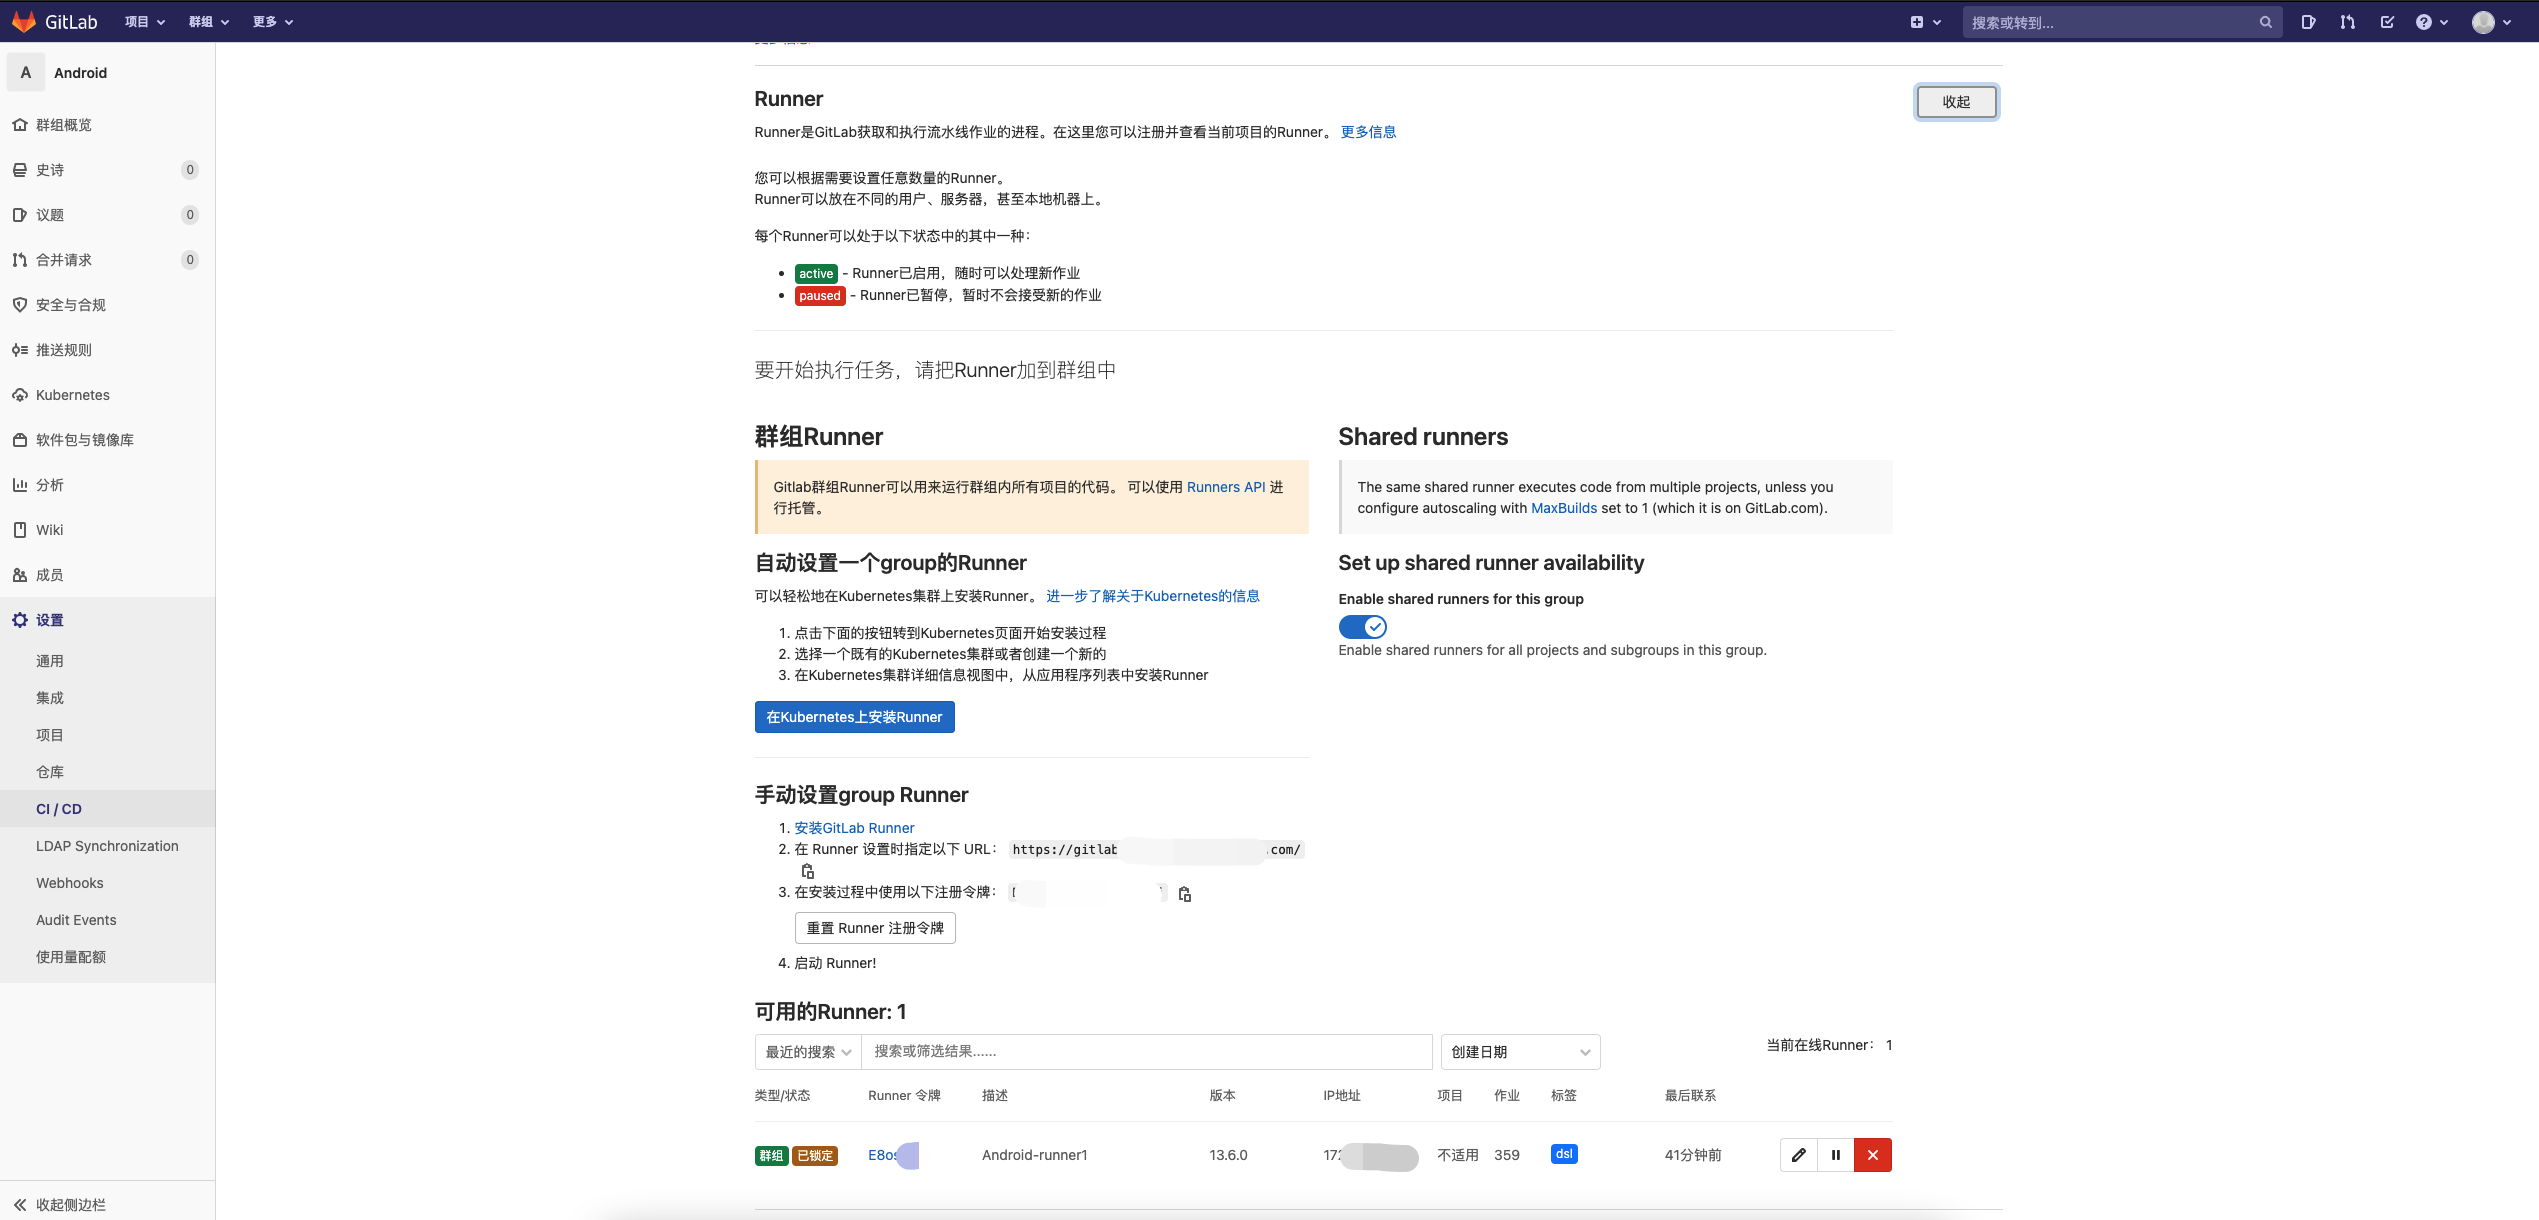 GitLab
项目
群组
更多
搜索或转到...
A Android
群组概览
史诗 0
议题 0
合并请求 0
安全与合规
推送规则
Kubernetes
软件包与镜像库
分析
Wiki
成员
设置
通用
集成
项目
仓库
CI / CD
LDAP Synchronization
Webhooks
Audit Events
使用量配额
收起侧边栏
Runner
收起
Runner是GitLab获取和执行流水线作业的进程。在这里您可以注册并查看当前项目的Runner。 更多信息
您可以根据需要设置任意数量的Runner。
Runner可以放在不同的用户、服务器，甚至本地机器上。
每个Runner可以处于以下状态中的其中一种：
active - Runner已启用，随时可以处理新作业
paused - Runner已暂停，暂时不会接受新的作业
要开始执行任务，请把Runner加到群组中
群组Runner
Gitlab群组Runner可以用来运行群组内所有项目的代码。 可以使用 Runners API 进
行托管。
自动设置一个group的Runner
可以轻松地在Kubernetes集群上安装Runner。 进一步了解关于Kubernetes的信息
1. 点击下面的按钮转到Kubernetes页面开始安装过程
2. 选择一个既有的Kubernetes集群或者创建一个新的
3. 在Kubernetes集群详细信息视图中，从应用程序列表中安装Runner
在Kubernetes上安装Runner
Shared runners
The same shared runner executes code from multiple projects, unless you
configure autoscaling with MaxBuilds set to 1 (which it is on GitLab.com).
Set up shared runner availability
Enable shared runners for this group
Enable shared runners for all projects and subgroups in this group.
手动设置group Runner
1. 安装GitLab Runner
2. 在 Runner 设置时指定以下 URL： https://gitlab .com/
3. 在安装过程中使用以下注册令牌：
重置 Runner 注册令牌
4. 启动 Runner!
可用的Runner: 1
最近的搜索 搜索或筛选结果...... 创建日期 当前在线Runner： 1
类型/状态 Runner 令牌 描述 版本 IP地址 项目 作业 标签 最后联系
群组 已锁定 E8os Android-runner1 13.6.0 172 不适用 359 dsl 41分钟前